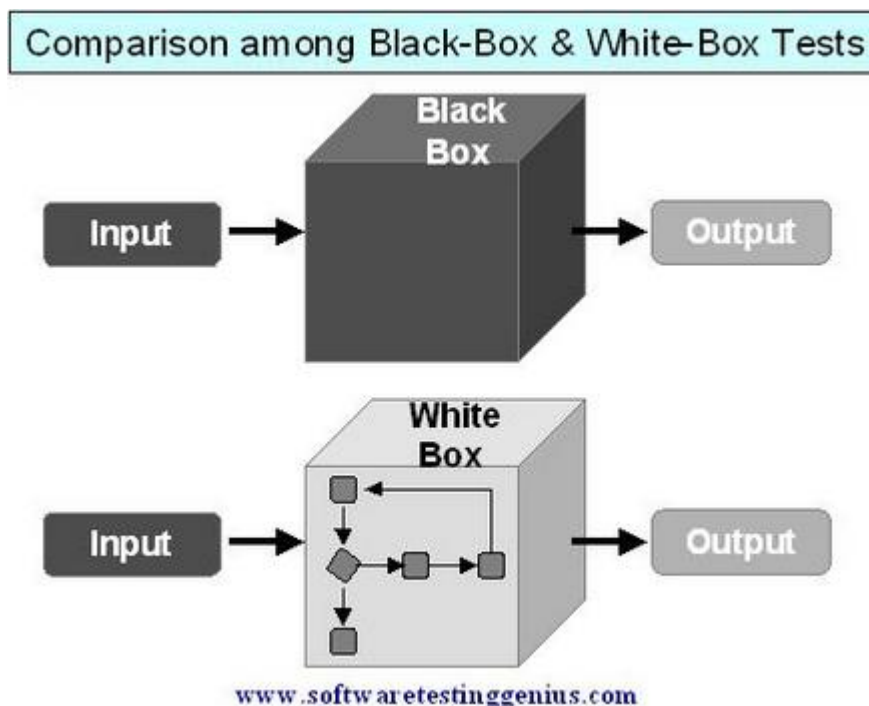 Comparison among Black-Box & White-Box Tests
Black
Box
Input
Output
White
Box
Input
Output
www.softwaretestinggenius.com